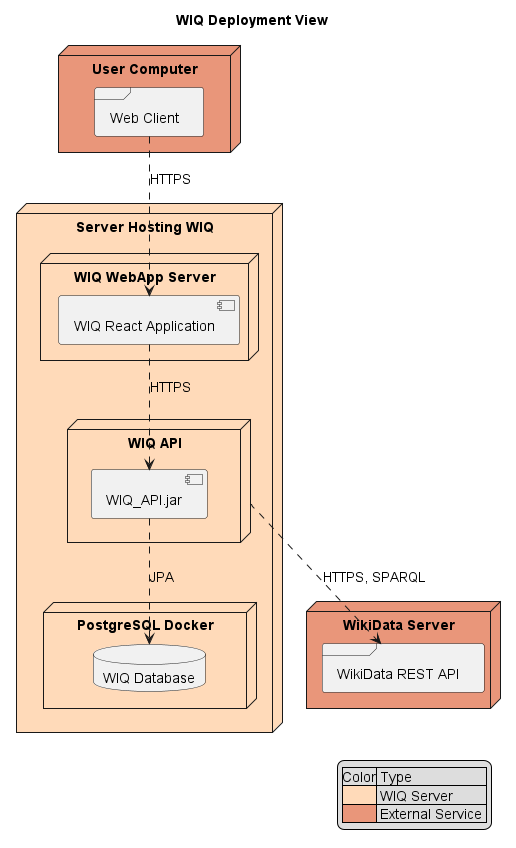 WIQ Deployment View
User Computer
Web Client
HTTPS
Server Hosting WIQ
WIQ WebApp Server
WIQ React Application
HTTPS
WIQ API
WIQ_API.jar
JPA
HTTPS, SPARQL
PostgreSQL Docker
WIQ Database
WikiData Server
WikiData REST API
Color Type
WIQ Server
External Service